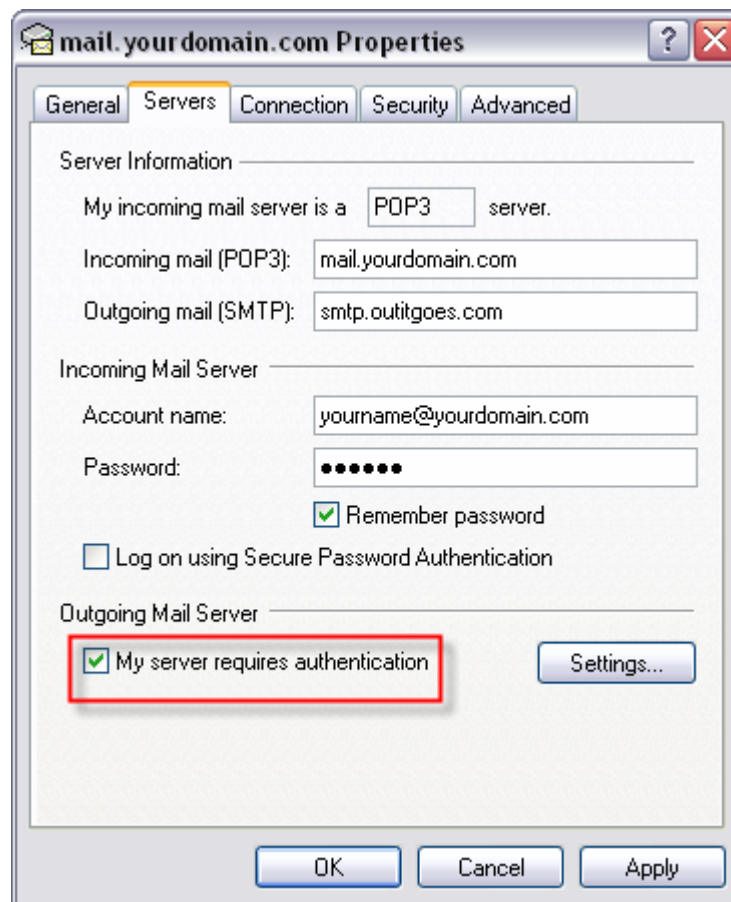 mail.yourdomain.com Properties
General Servers Connection Security Advanced
Server Information
My incoming mail server is a POP3 server.
Incoming mail (POP3): mail.yourdomain.com
Outgoing mail (SMTP): smtp.outitgoes.com
Incoming Mail Server
Account name: yourname@yourdomain.com
Password: ●●●●●●
Remember password
Log on using Secure Password Authentication
Outgoing Mail Server
My server requires authentication Settings...
OK Cancel Apply